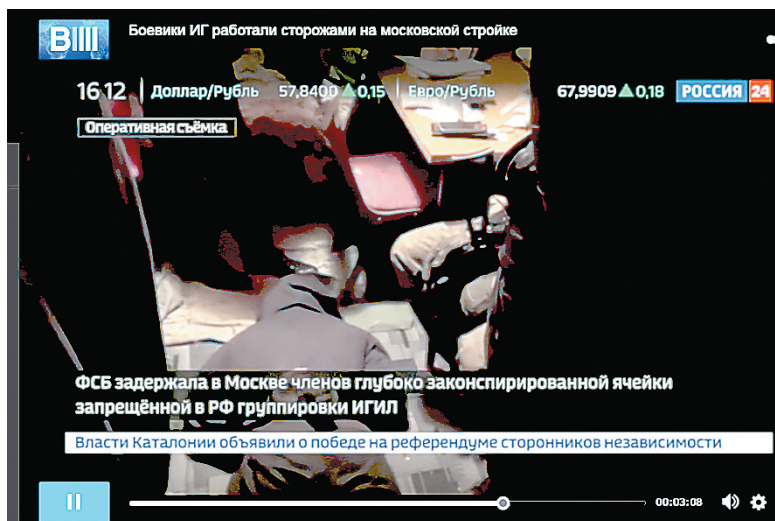 В
Боевики ИГ работали сторожами на московской стройке
16:12 Доллар/Рубль 57,8400 ▲ 0,15 Евро/Рубль 67,9909 ▲ 0,18 РОССИЯ 24
Оперативная съёмка
ФСБ задержала в Москве членов глубоко законспирированной ячейки
запрещённой в РФ группировки ИГИЛ
Власти Каталонии объявили о победе на референдуме сторонников независимости
00:03:08